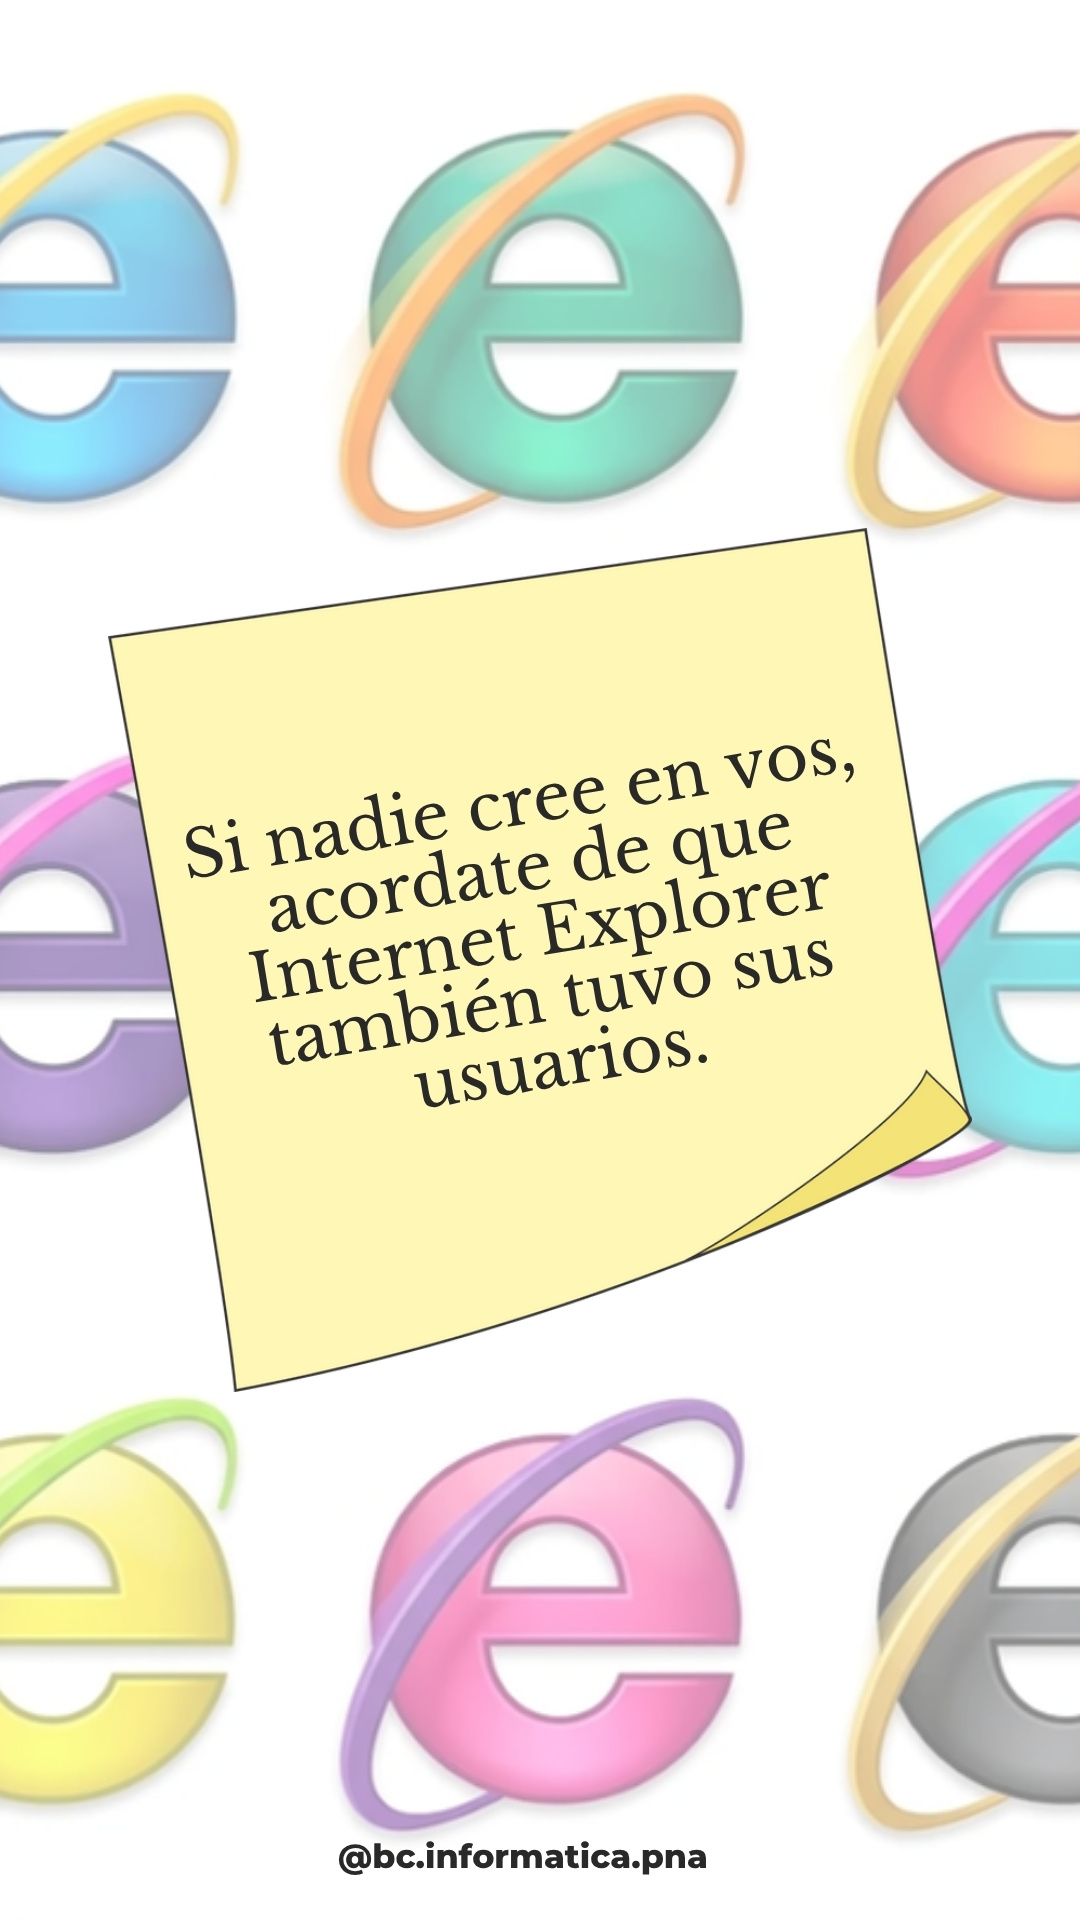 Si nadie cree en vos,
acordate de que
Internet Explorer
también tuvo sus
usuarios.
@bc.informatica.pna